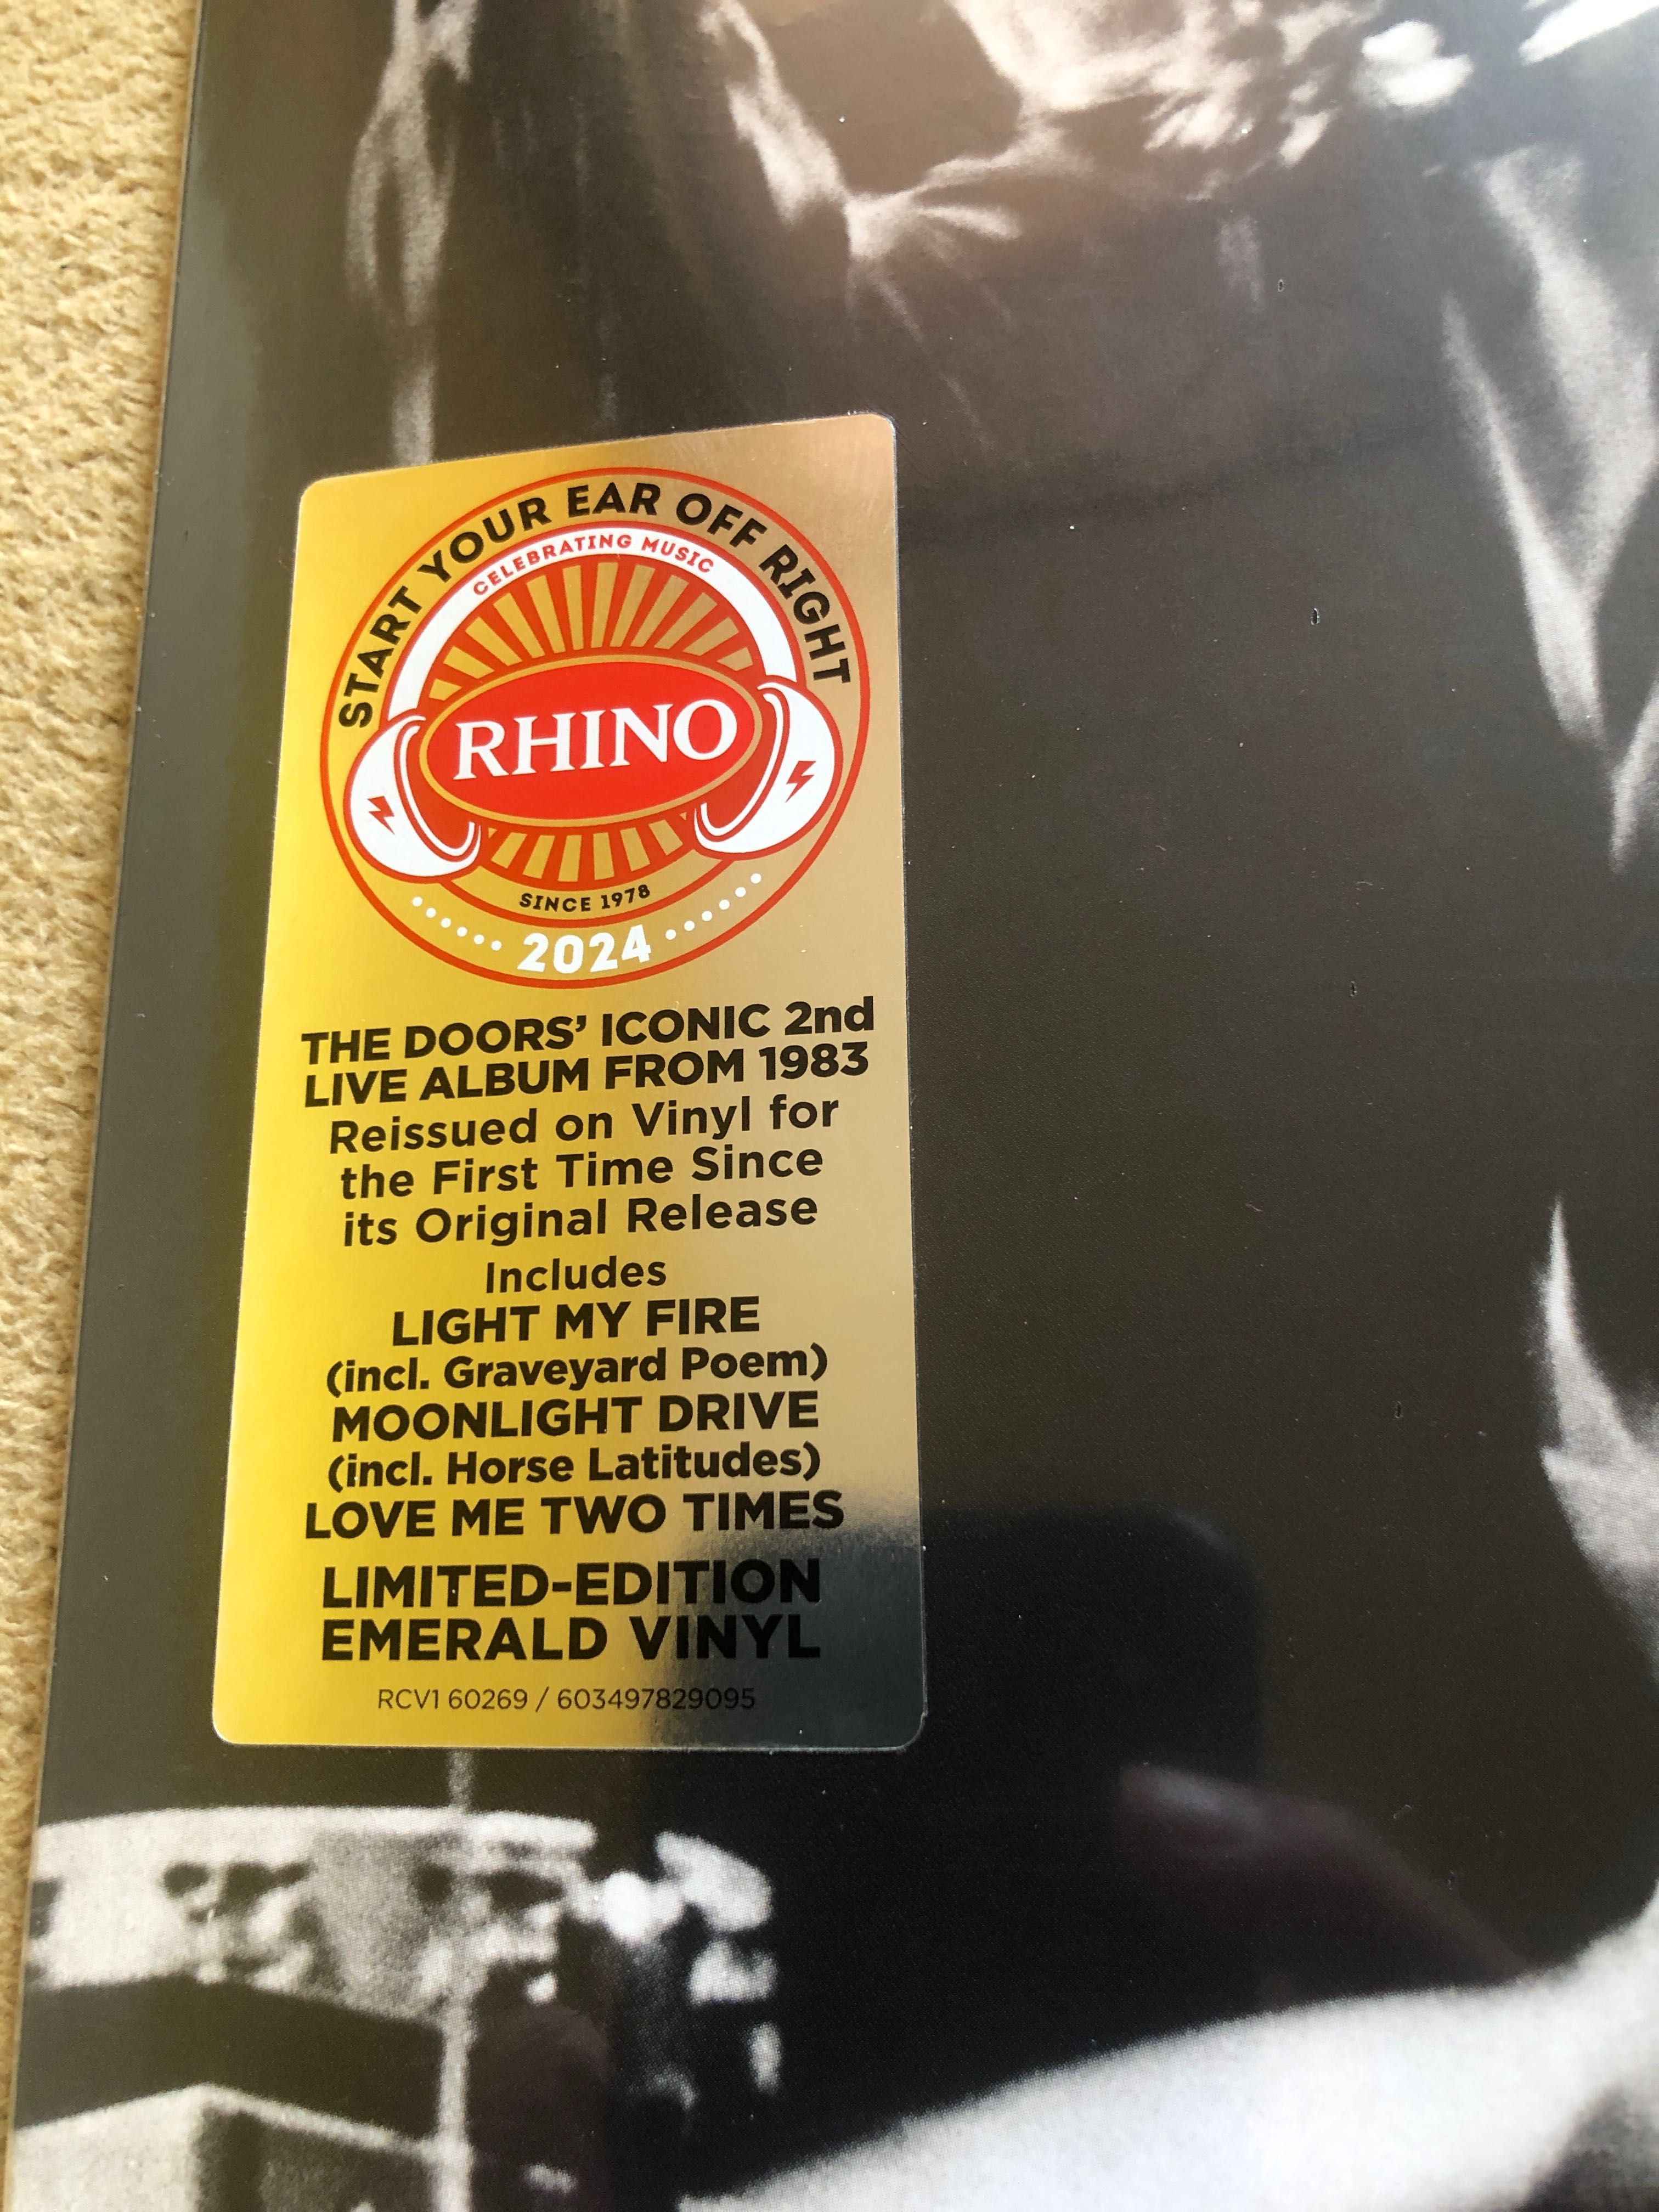 START YOUR EAR OFF RIGHT
CELEBRATING MUSIC
RHINO
SINCE 1978
2024
THE DOORS’ ICONIC 2nd
LIVE ALBUM FROM 1983
Reissued on Vinyl for
the First Time Since
its Original Release
Includes
LIGHT MY FIRE
(incl. Graveyard Poem)
MOONLIGHT DRIVE
(incl. Horse Latitudes)
LOVE ME TWO TIMES
LIMITED-EDITION
EMERALD VINYL
RCV1 60269 / 603497829095